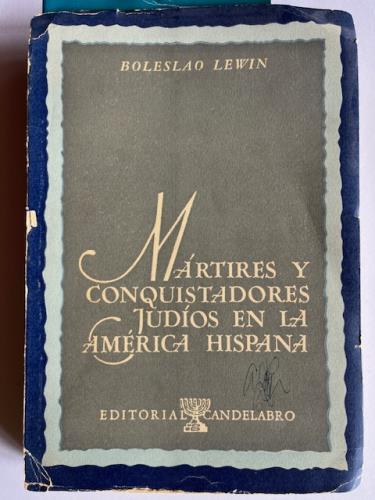 BOLESLAO LEWIN
MÁRTIRES Y
CONQUISTADORES
JUDÍOS EN LA
AMÉRICA HISPANA
EDITORIAL CANDELABRO